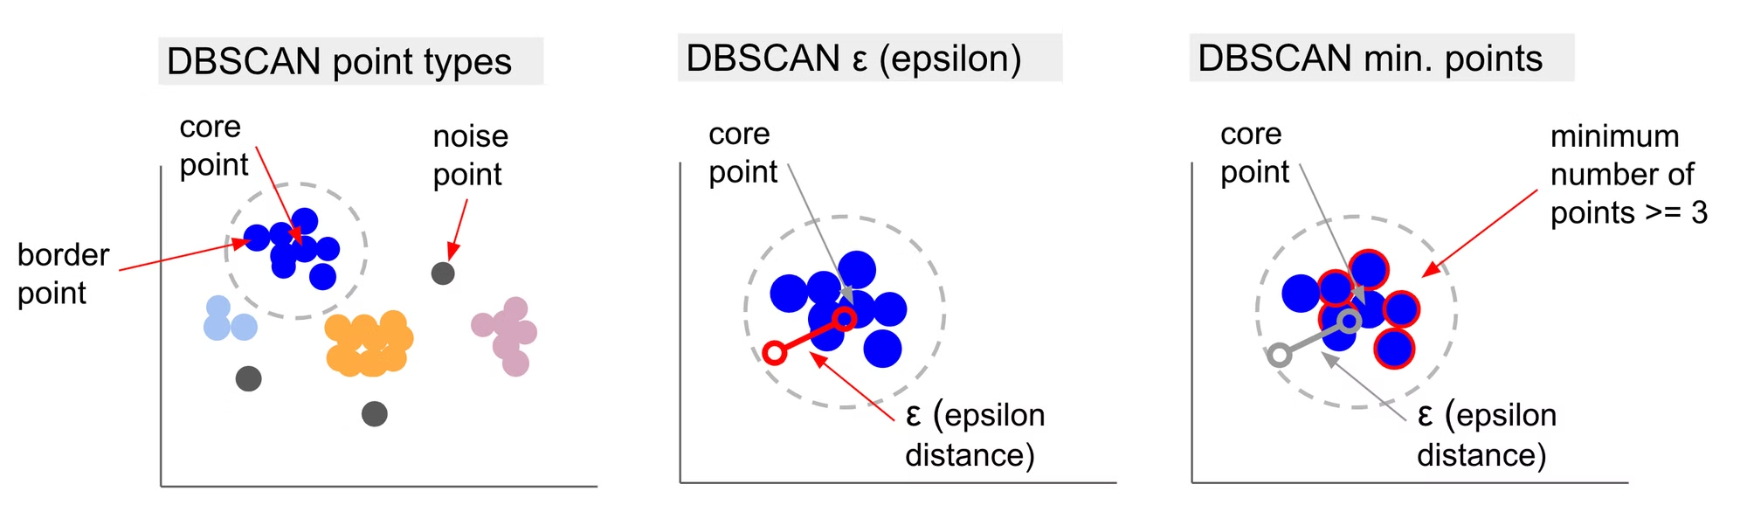 DBSCAN point types
core
point
noise
point
border
point
DBSCAN ε (epsilon)
core
point
ε (epsilon
distance)
DBSCAN min. points
core
point
minimum
number of
points >= 3
ε (epsilon
distance)